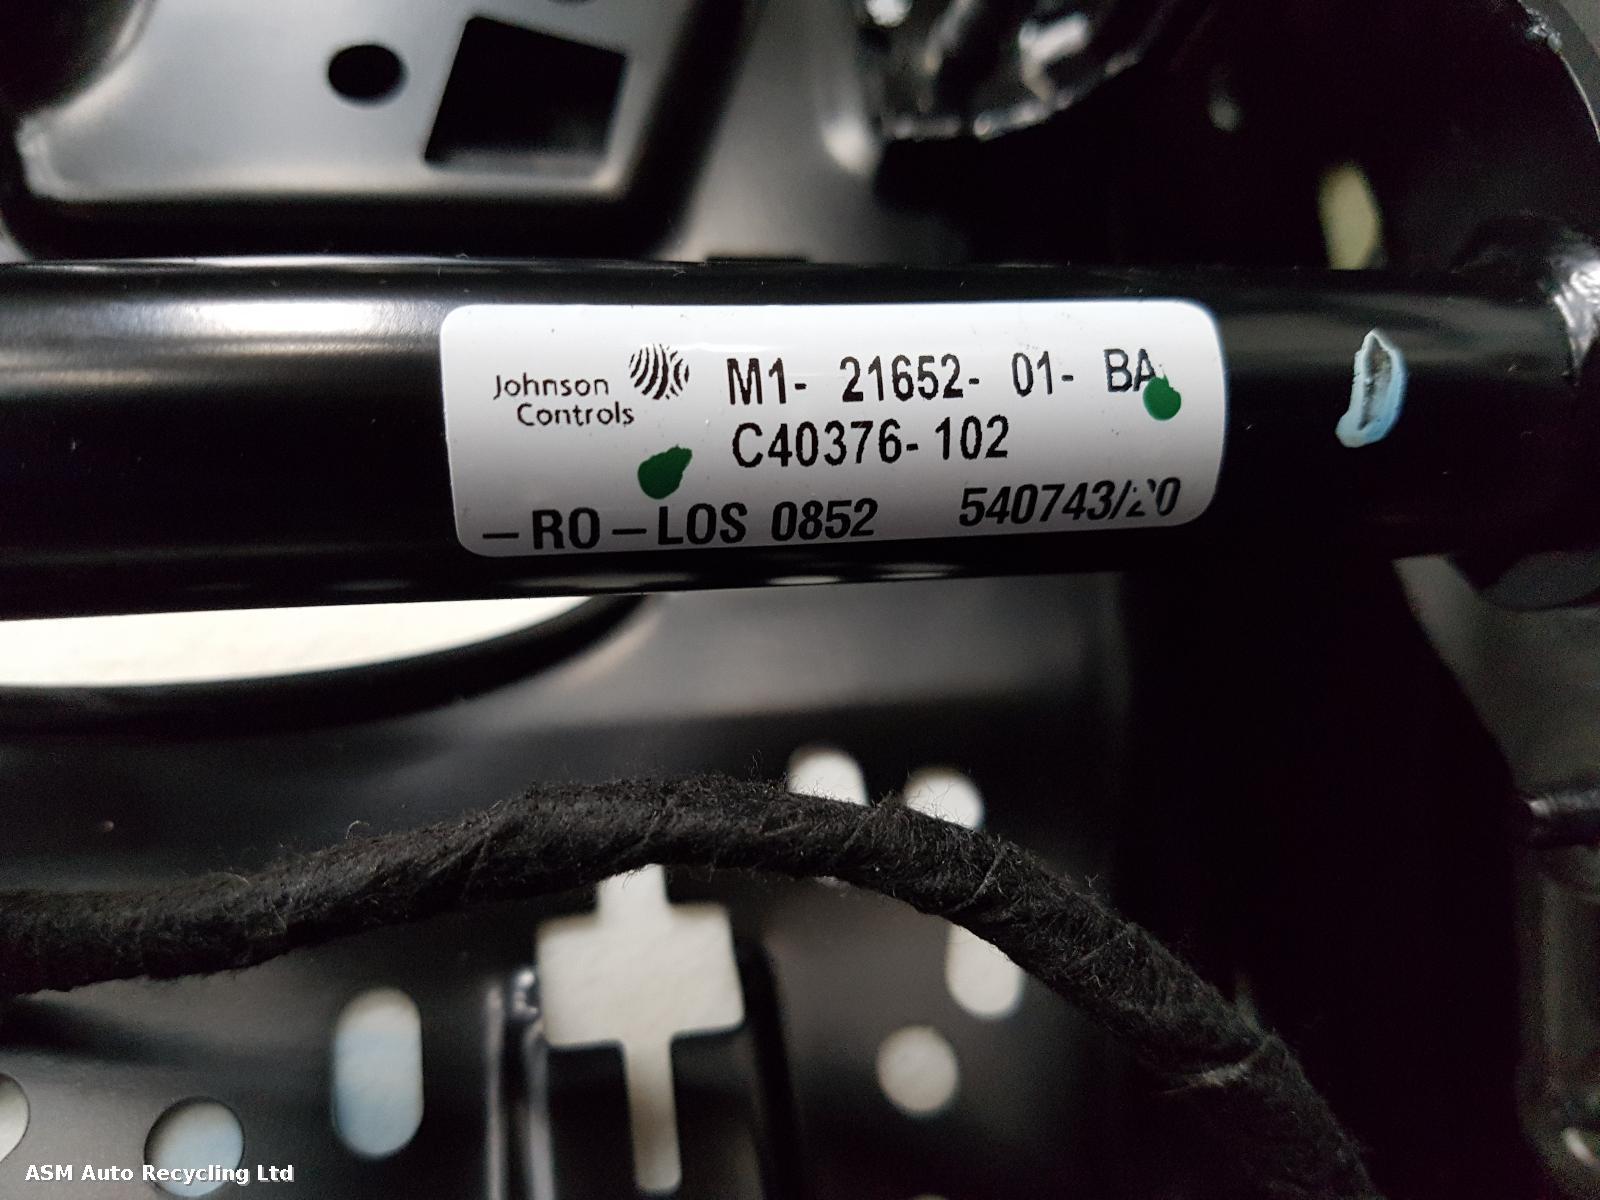 Johnson Controls
M1- 21652- 01- BA
C40376-102
–RO–LOS 0852 540743/20
ASM Auto Recycling Ltd